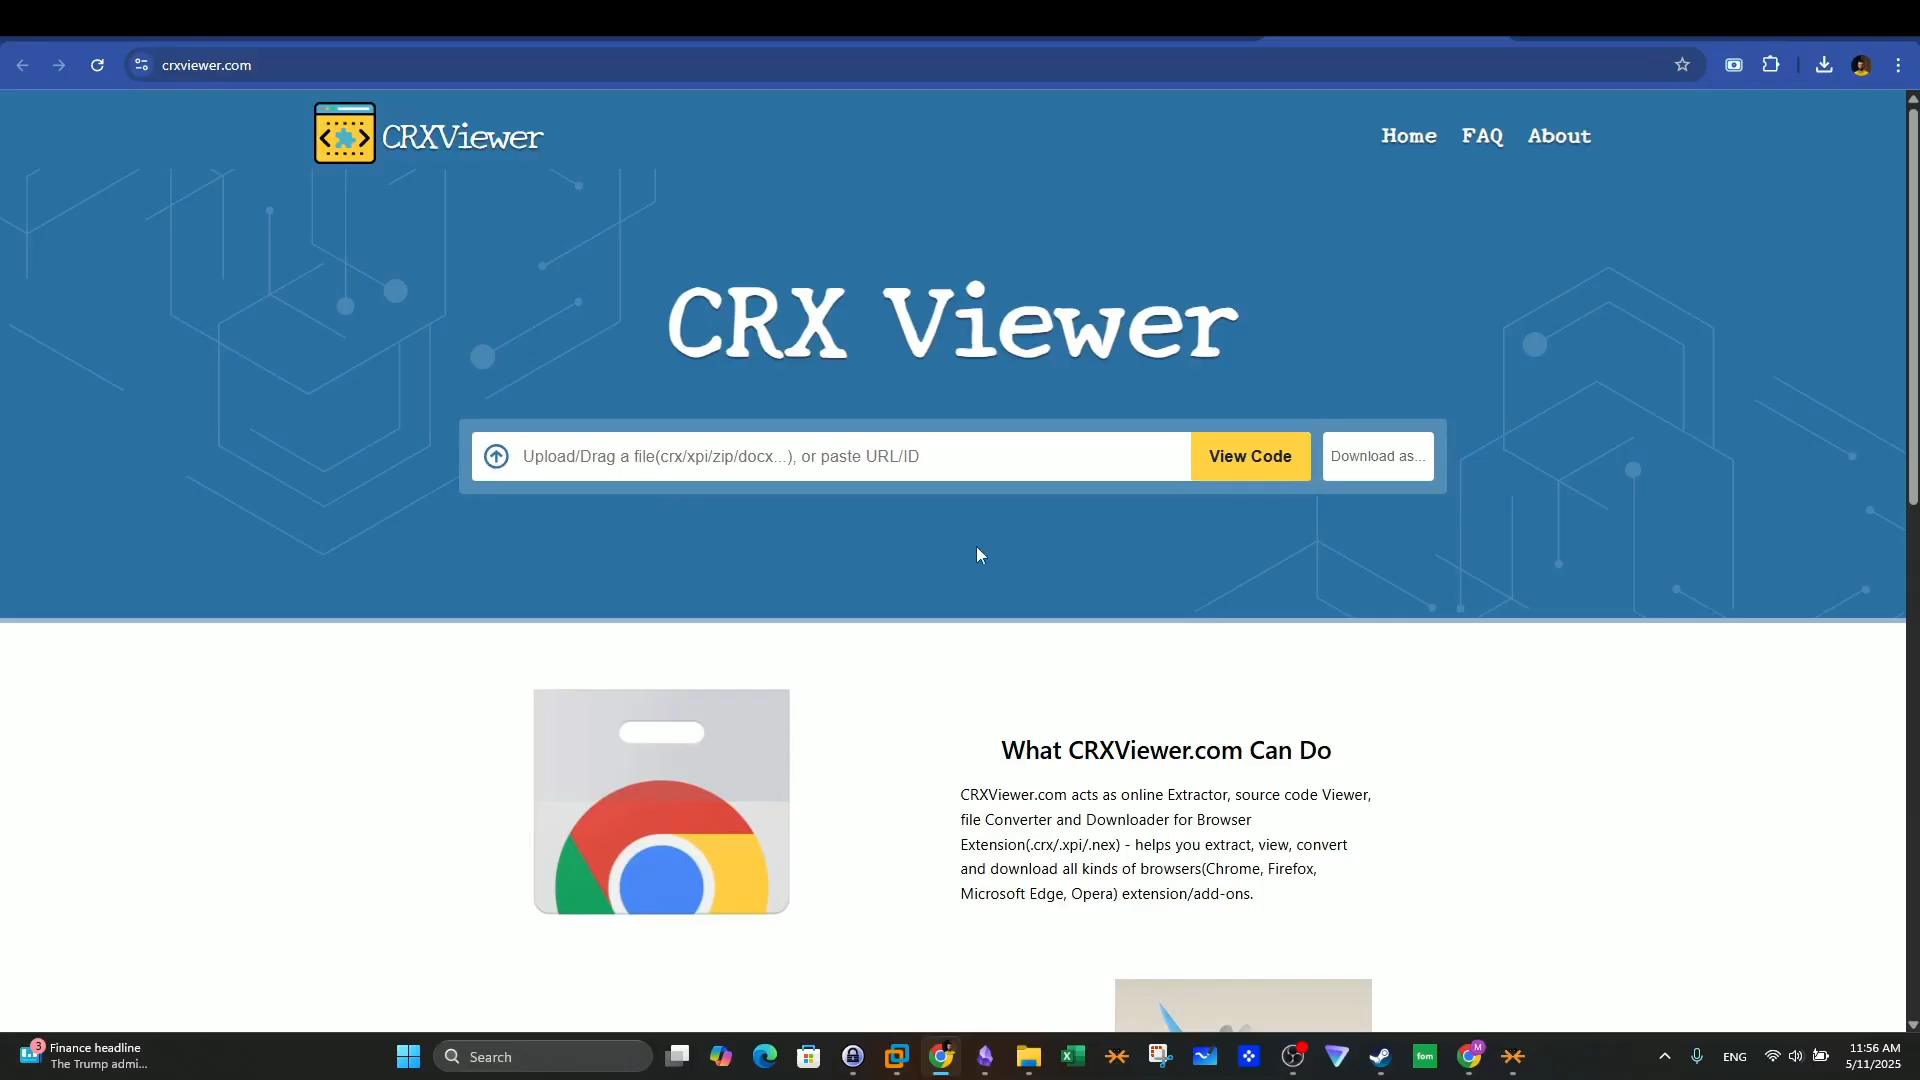 crxviewer.com
CRXViewer
Home FAQ About
CRX Viewer
Upload/Drag a file(crx/xpi/zip/docx...), or paste URL/ID
View Code
Download as...
What CRXViewer.com Can Do
CRXViewer.com acts as online Extractor, source code Viewer,
file Converter and Downloader for Browser
Extension(.crx/.xpi/.nex) - helps you extract, view, convert
and download all kinds of browsers(Chrome, Firefox,
Microsoft Edge, Opera) extension/add-ons.
3
Finance headline
The Trump admi...
Search
fom
M
ENG
11:56 AM
5/11/2025